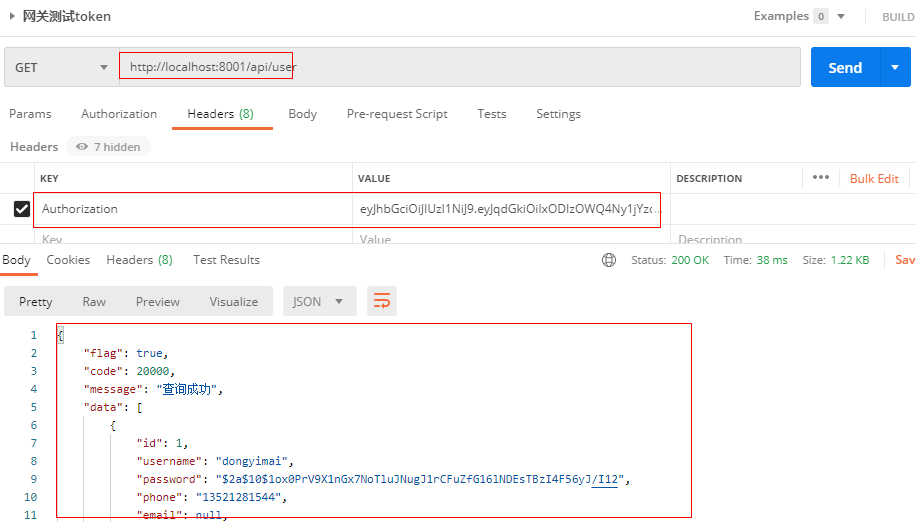 网关测试token
Examples 0 BUILD
GET http://localhost:8001/api/user Send
Params Authorization Headers (8) Body Pre-request Script Tests Settings
Headers 7 hidden
KEY VALUE DESCRIPTION ••• Bulk Edit
Authorization eyJhbGciOiJIUzI1NiJ9.eyJqdGkiOiIxODIzOWQ4Ny1jYzc...
Key Value Description
Body Cookies Headers (8) Test Results Status: 200 OK Time: 38 ms Size: 1.22 KB Sav
Pretty Raw Preview Visualize JSON
1 {
2 "flag": true,
3 "code": 20000,
4 "message": "查询成功",
5 "data": [
6 {
7 "id": 1,
8 "username": "dongyimai",
9 "password": "$2a$10$1ox0PrV9X1nGx7NoTluJNugJ1rCFuZfG16lNDEsTBzI4F56yJ/I12",
10 "phone": "13521281544",
11 "email": null,